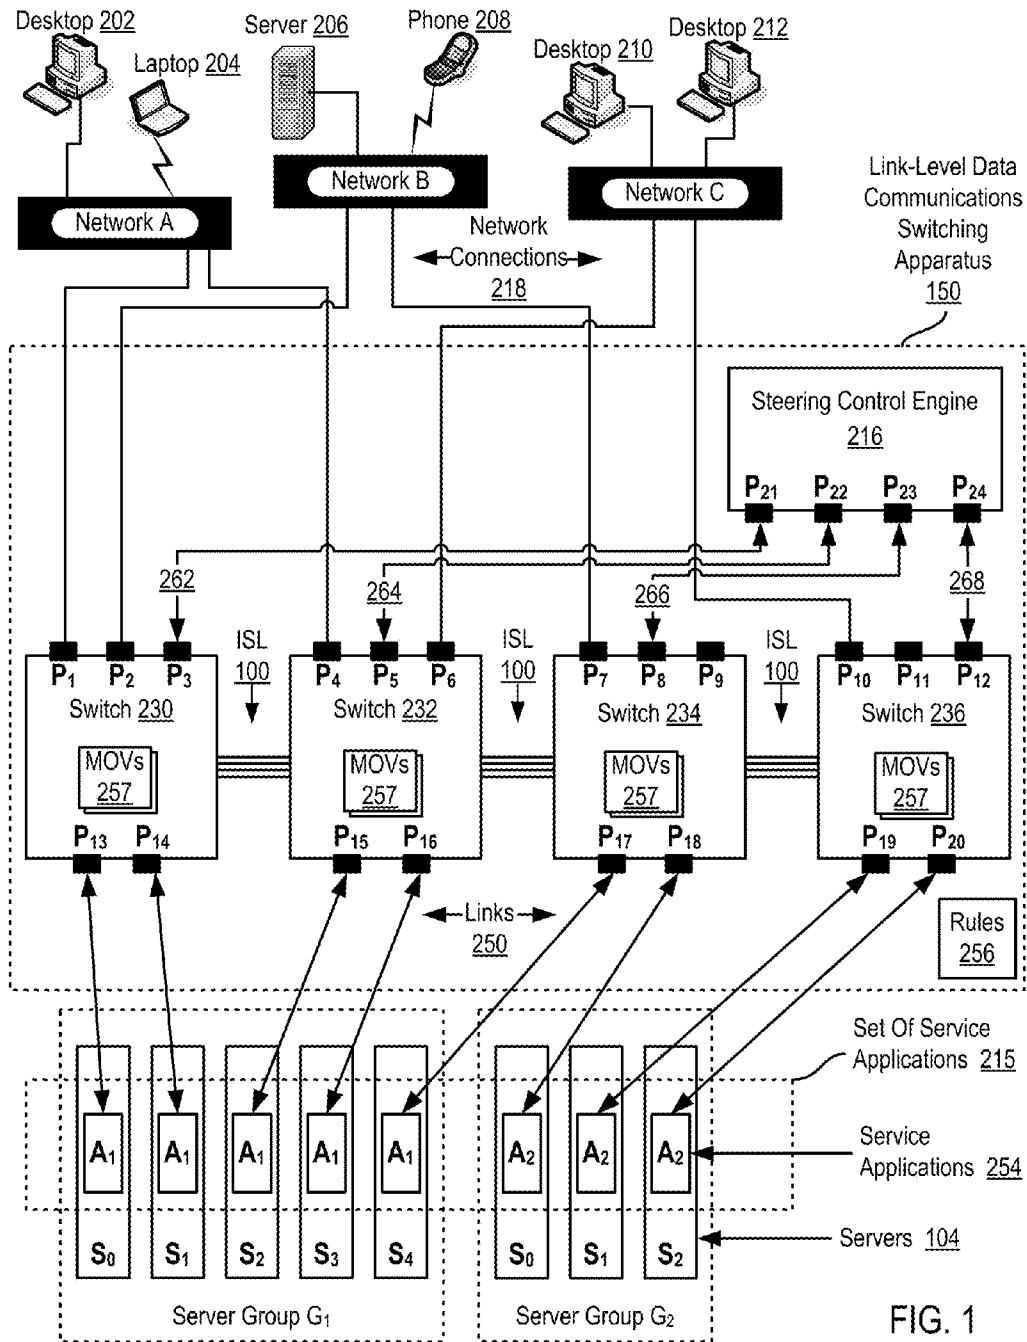 Desktop 202
Laptop 204
Server 206
Phone 208
Desktop 210
Desktop 212
Network A
Network B
Network C
Network
Connections
218
Link-Level Data
Communications
Switching
Apparatus
150
Steering Control Engine
216
P21 P22 P23 P24
262 264 266 268
P1 P2 P3
ISL
100
P4 P5 P6
ISL
100
P7 P8 P9
ISL
100
P10 P11 P12
Switch 230
Switch 232
Switch 234
Switch 236
MOVs
257
MOVs
257
MOVs
257
MOVs
257
P13 P14
P15 P16
P17 P18
P19 P20
Links
250
Rules
256
Set Of Service
Applications 215
A1 A1 A1 A1 A1
A2 A2 A2
Service
Applications 254
S0 S1 S2 S3 S4
S0 S1 S2
Servers 104
Server Group G1
Server Group G2
FIG. 1